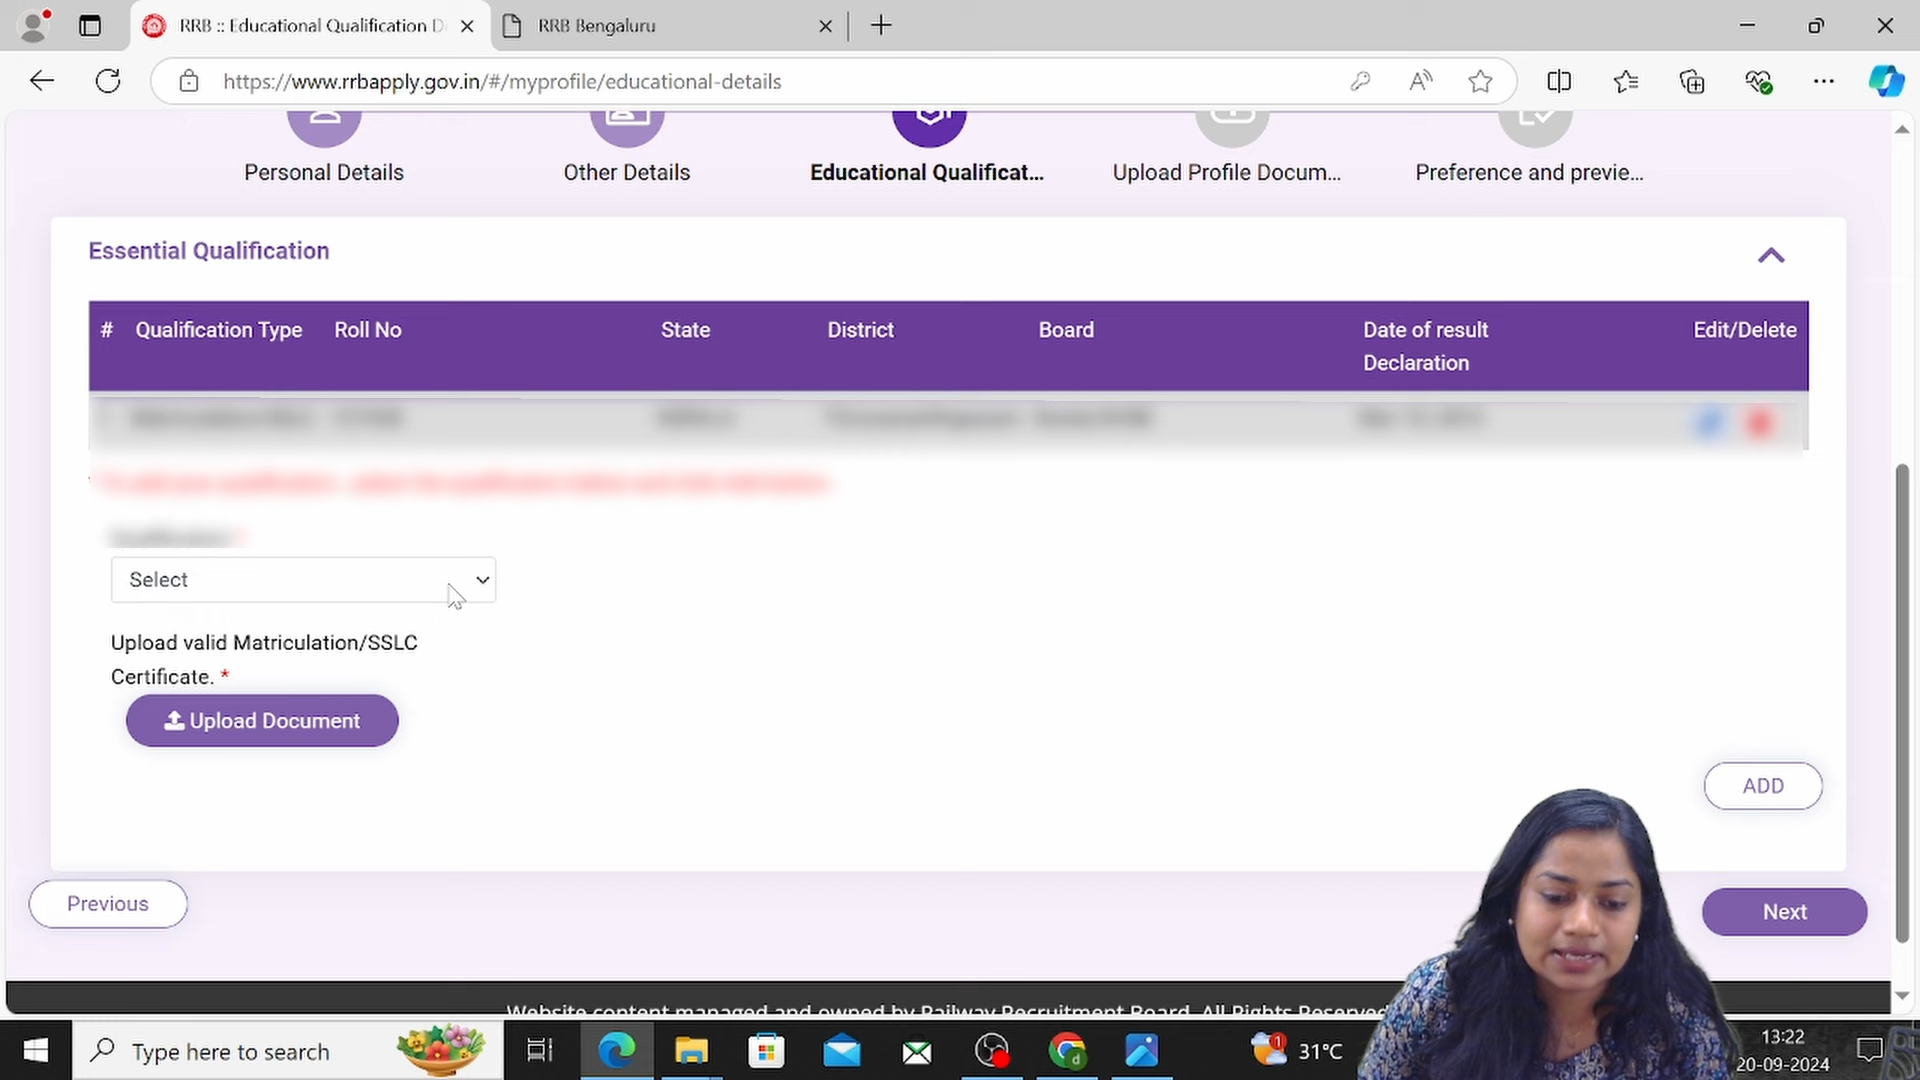 RRB :: Educational Qualification D
RRB Bengaluru
https://www.rrbapply.gov.in/#/myprofile/educational-details
Personal Details
Other Details
Educational Qualificat...
Upload Profile Docum...
Preference and previe...
Essential Qualification
# Qualification Type Roll No State District Board Date of result Declaration Edit/Delete
Select
Upload valid Matriculation/SSLC
Certificate. *
Upload Document
ADD
Previous
Next
Website content managed and owned by Railway Recruitment Board, All Rights Reserved
Type here to search
1
31°C
13:22
20-09-2024